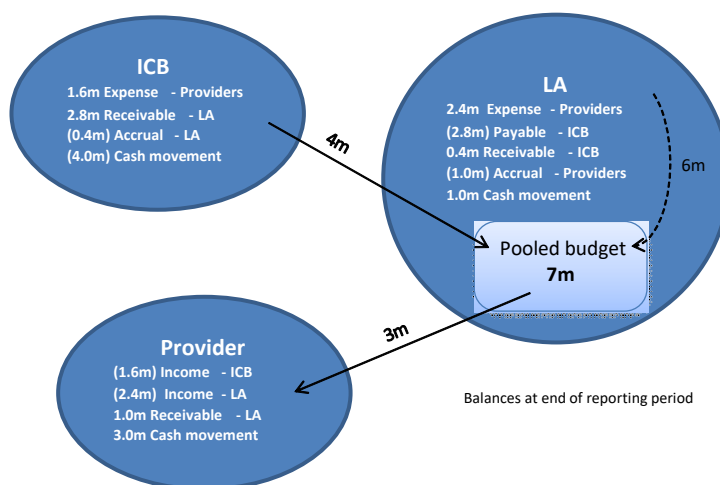 ICB
1.6m Expense - Providers
2.8m Receivable - LA
(0.4m) Accrual - LA
(4.0m) Cash movement
4m
LA
2.4m Expense - Providers
(2.8m) Payable - ICB
0.4m Receivable - ICB
(1.0m) Accrual - Providers
1.0m Cash movement
6m
Pooled budget
7m
3m
Provider
(1.6m) Income - ICB
(2.4m) Income - LA
1.0m Receivable - LA
3.0m Cash movement
Balances at end of reporting period